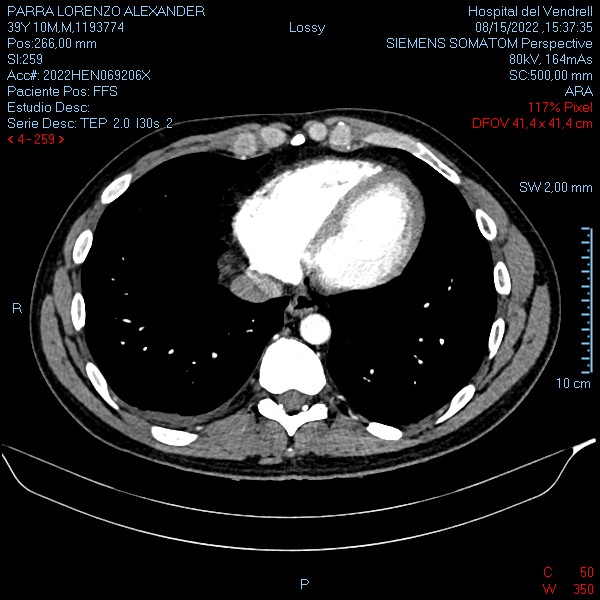 PARRA LORENZO ALEXANDER
39Y 10M,M,1193774
Pos:266,00 mm
SI:259
Acc#: 2022HEN069206X
Paciente Pos: FFS
Estudio Desc:
Serie Desc: TEP 2.0 I30s 2
< 4 - 259 >
Lossy
Hospital del Vendrell
08/15/2022 ,15:37:35
SIEMENS SOMATOM Perspective
80kV, 164mAs
SC:500,00 mm
ARA
117% Pixel
DFOV 41,4 x 41,4 cm
SW 2,00 mm
R
10 cm
P
C 50
W 350